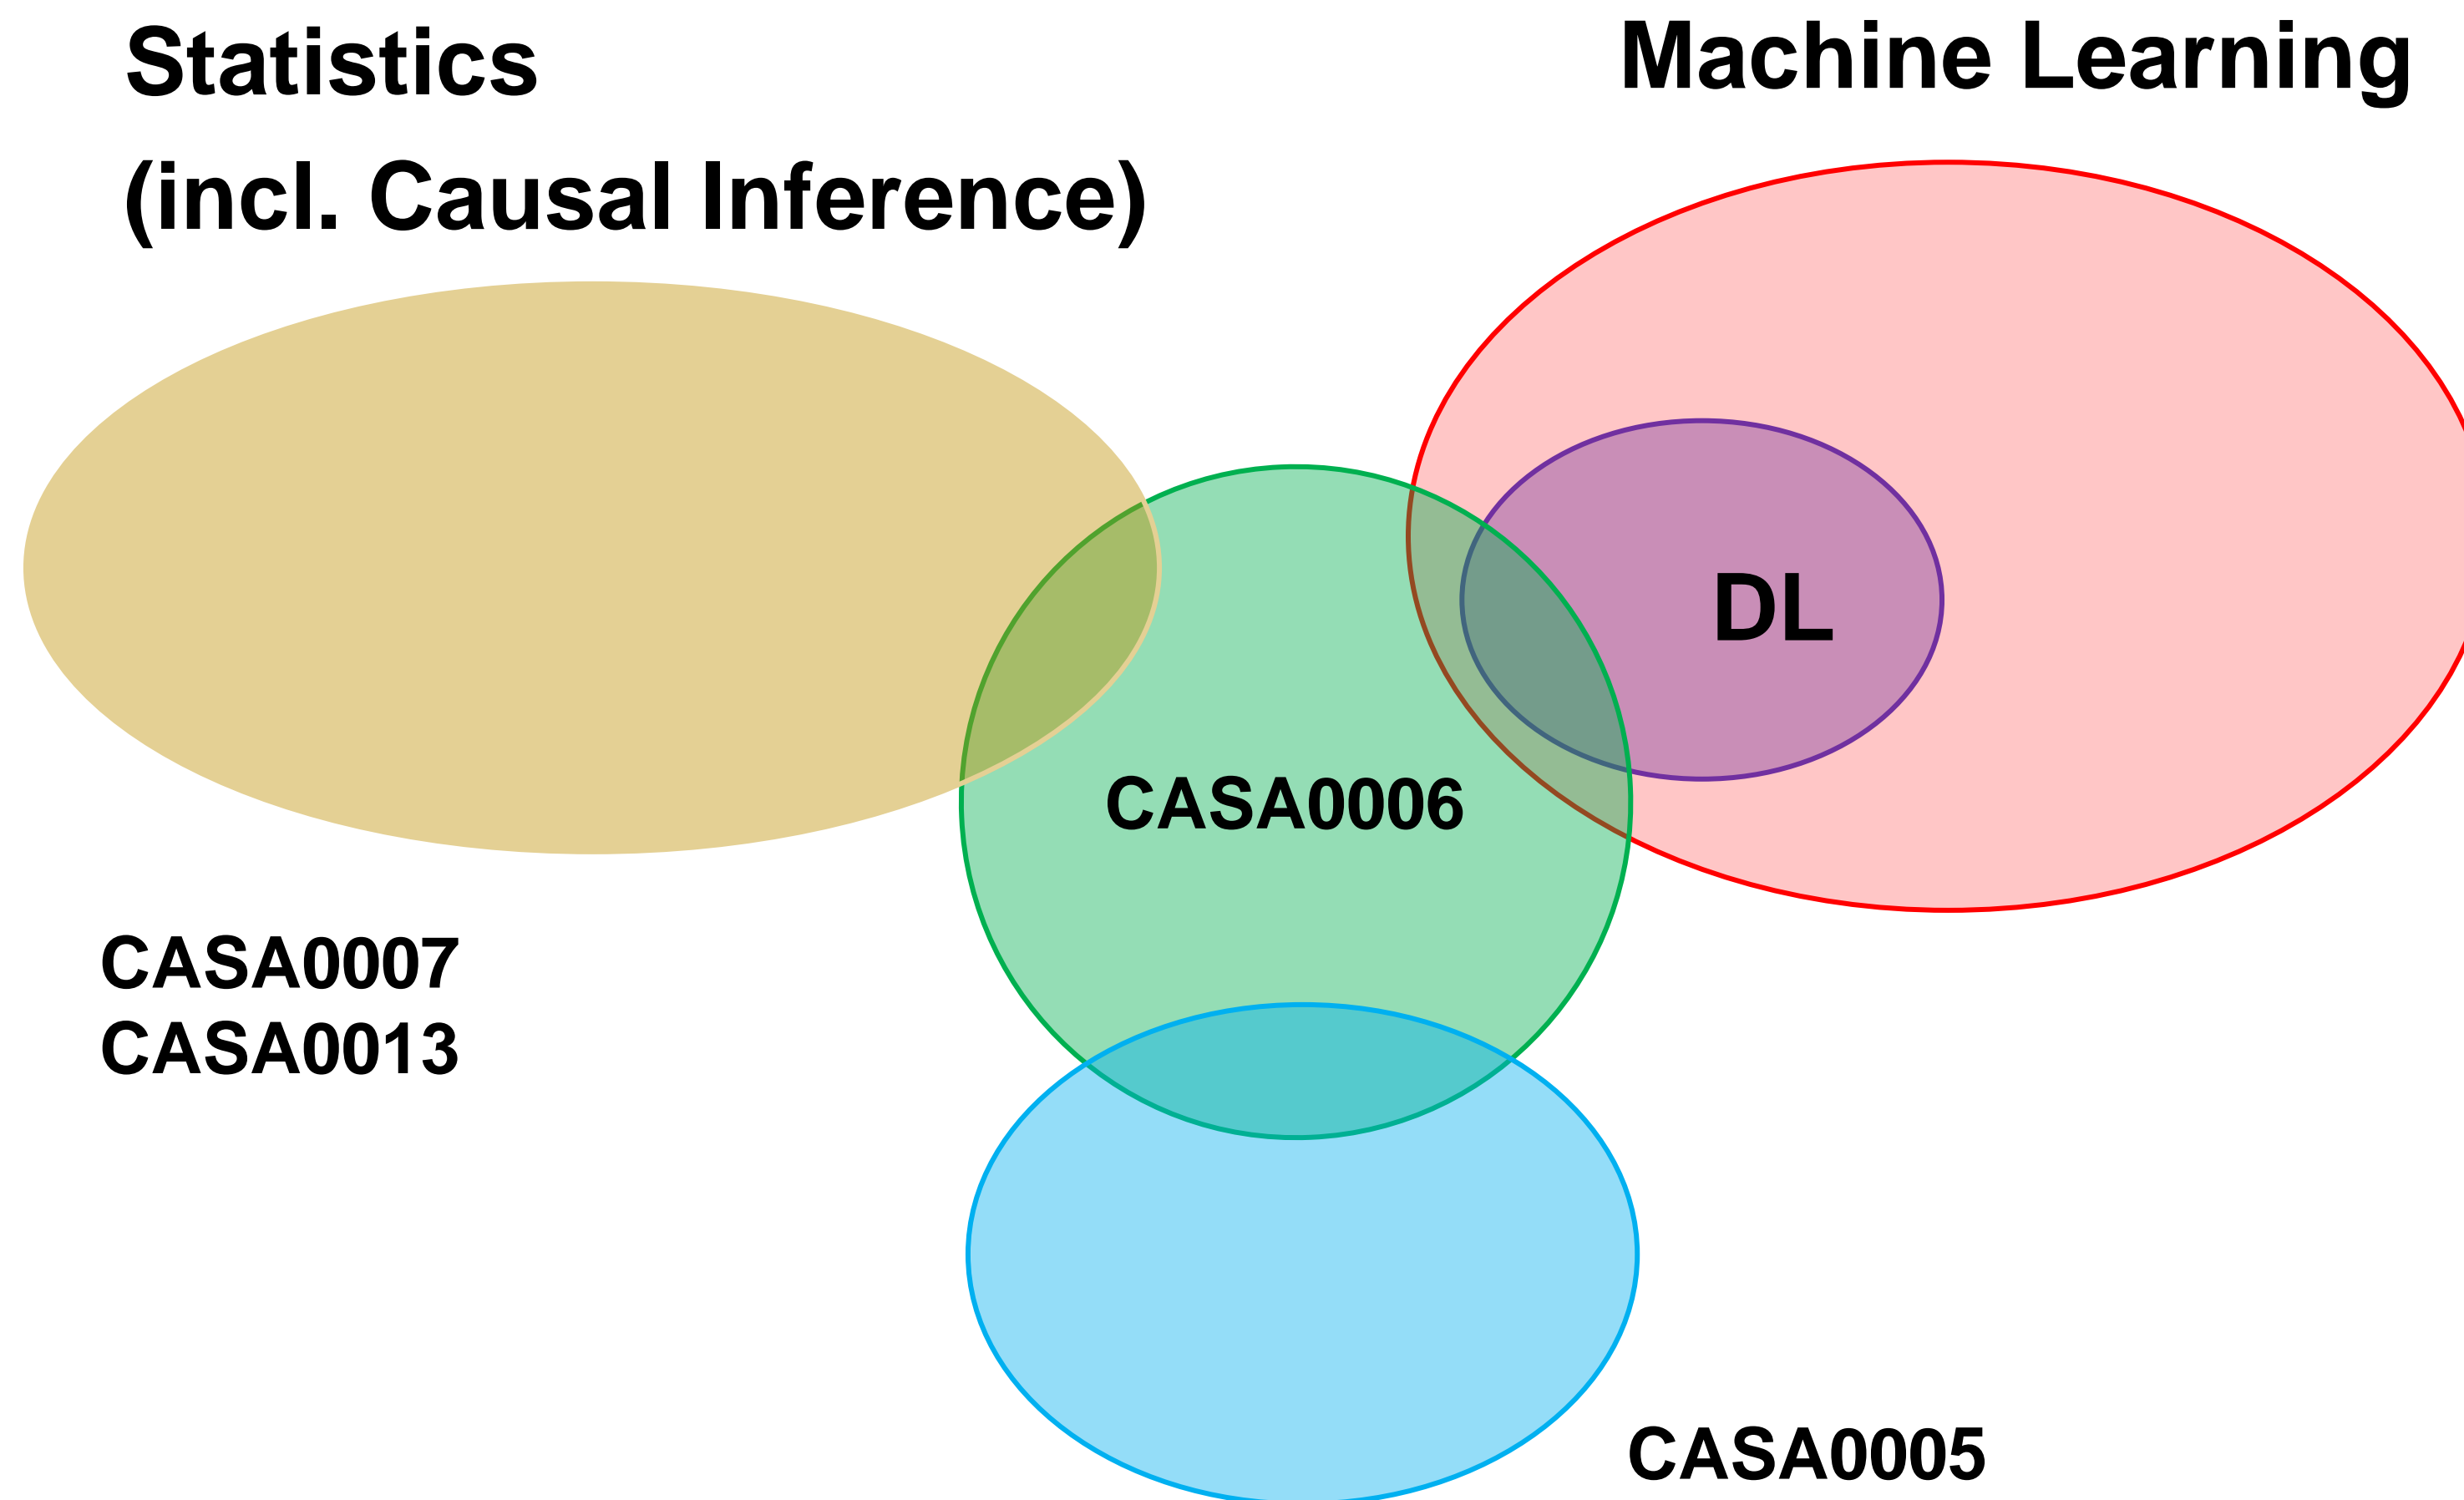 Statistics
(incl. Causal Inference)
Machine Learning
DL
CASA0006
CASA0007
CASA0013
CASA0005